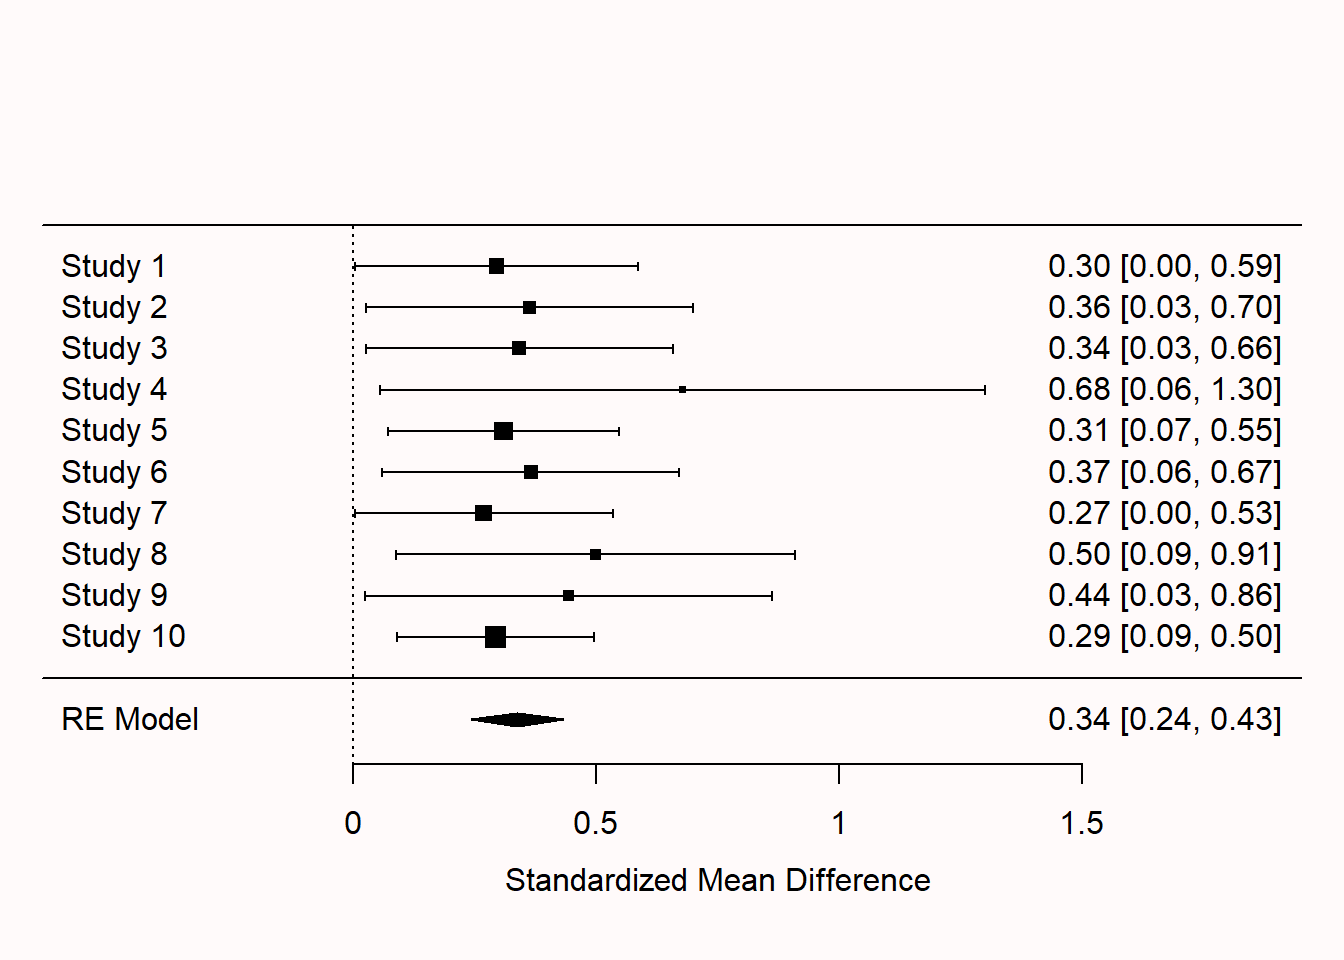 Study 1 0.30 [0.00, 0.59]
Study 2 0.36 [0.03, 0.70]
Study 3 0.34 [0.03, 0.66]
Study 4 0.68 [0.06, 1.30]
Study 5 0.31 [0.07, 0.55]
Study 6 0.37 [0.06, 0.67]
Study 7 0.27 [0.00, 0.53]
Study 8 0.50 [0.09, 0.91]
Study 9 0.44 [0.03, 0.86]
Study 10 0.29 [0.09, 0.50]
RE Model 0.34 [0.24, 0.43]
0 0.5 1 1.5
Standardized Mean Difference